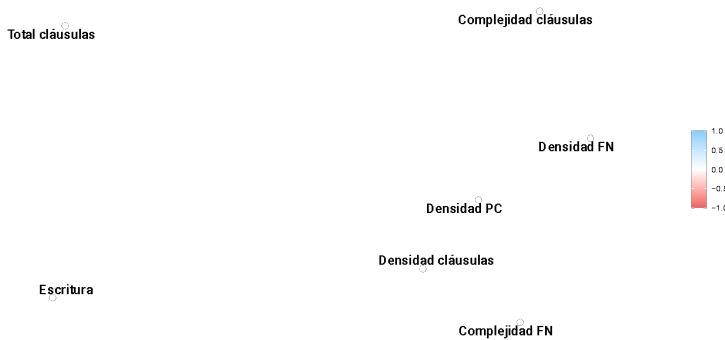 Complejidad cláusulas
Total cláusulas
Densidad FN
Densidad PC
Densidad cláusulas
Escritura
Complejidad FN
1.0
0.5
0.0
−0.5
−1.0